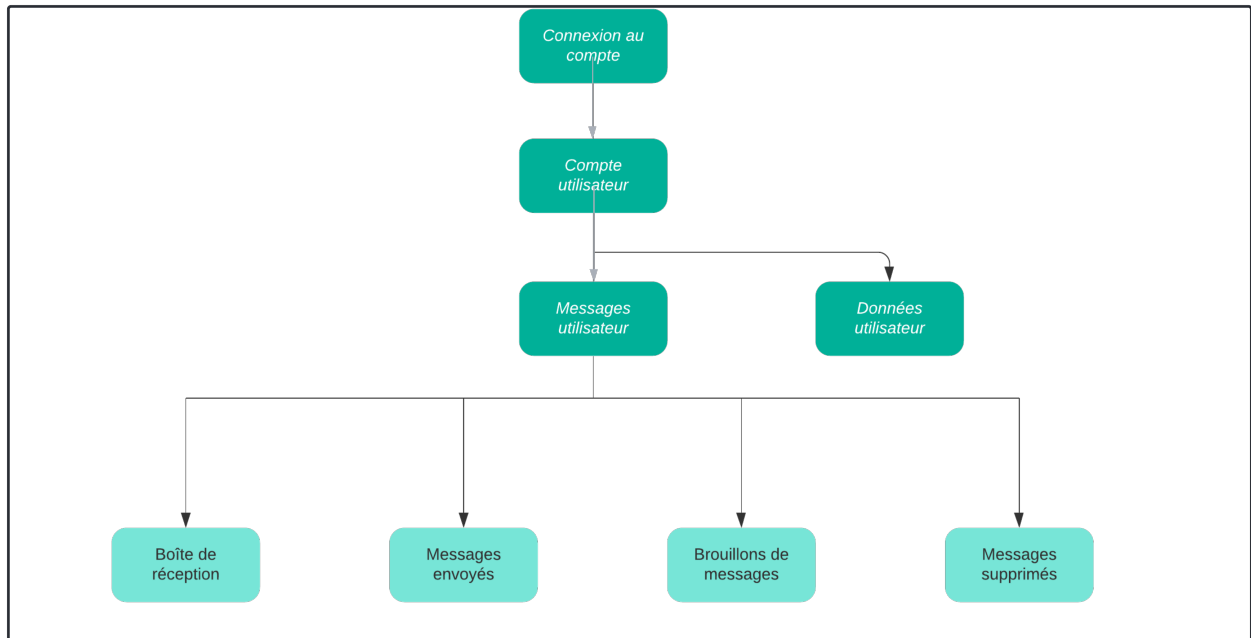 Connexion au
compte
Compte
utilisateur
Messages
utilisateur
Données
utilisateur
Boîte de
réception
Messages
envoyés
Brouillons de
messages
Messages
supprimés